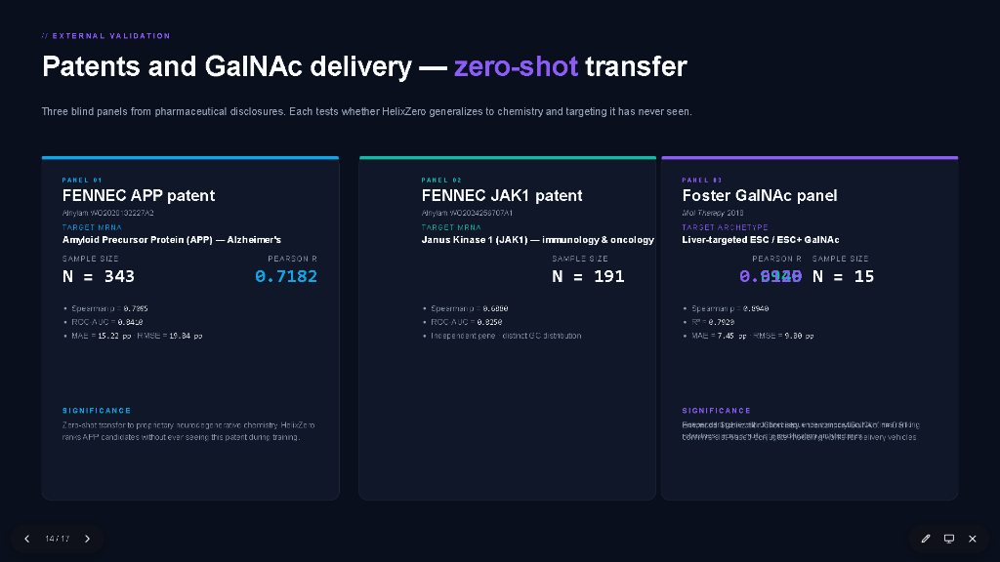 // EXTERNAL VALIDATION
Patents and GalNAc delivery — zero-shot transfer
Three blind panels from pharmaceutical disclosures. Each tests whether HelixZero generalizes to chemistry and targeting it has never seen.
PANEL 01
FENNEC APP patent
Alnylam
TARGET MRNA
Amyloid Precursor Protein (APP) — Alzheimer's
SAMPLE SIZE
PEARSON R
N = 343
0.7182
• Spearman ρ = 0.7095
• ROC-AUC = 0.8410
• MAE = 15.22 pp · RMSE = 19.84 pp
SIGNIFICANCE
Zero-shot transfer to proprietary neurodegenerative chemistry. HelixZero
ranks APP candidates without ever seeing this patent during training.
PANEL 02
FENNEC JAK1 patent
Alnylam
TARGET MRNA
Janus Kinase 1 (JAK1) — immunology & oncology
SAMPLE SIZE
N = 191
• Spearman ρ = 0.6880
• ROC-AUC = 0.8250
• Independent gene · distinct GC distribution
PANEL 03
Foster GalNAc panel
Mol Therapy 2018
TARGET ARCHETYPE
Liver-targeted ESC / ESC+ GalNAc
PEARSON R
SAMPLE SIZE
N = 15
• Spearman ρ = 0.8940
• R² = 0.7920
• MAE = 7.45 pp · RMSE = 9.80 pp
SIGNIFICANCE
14 / 17